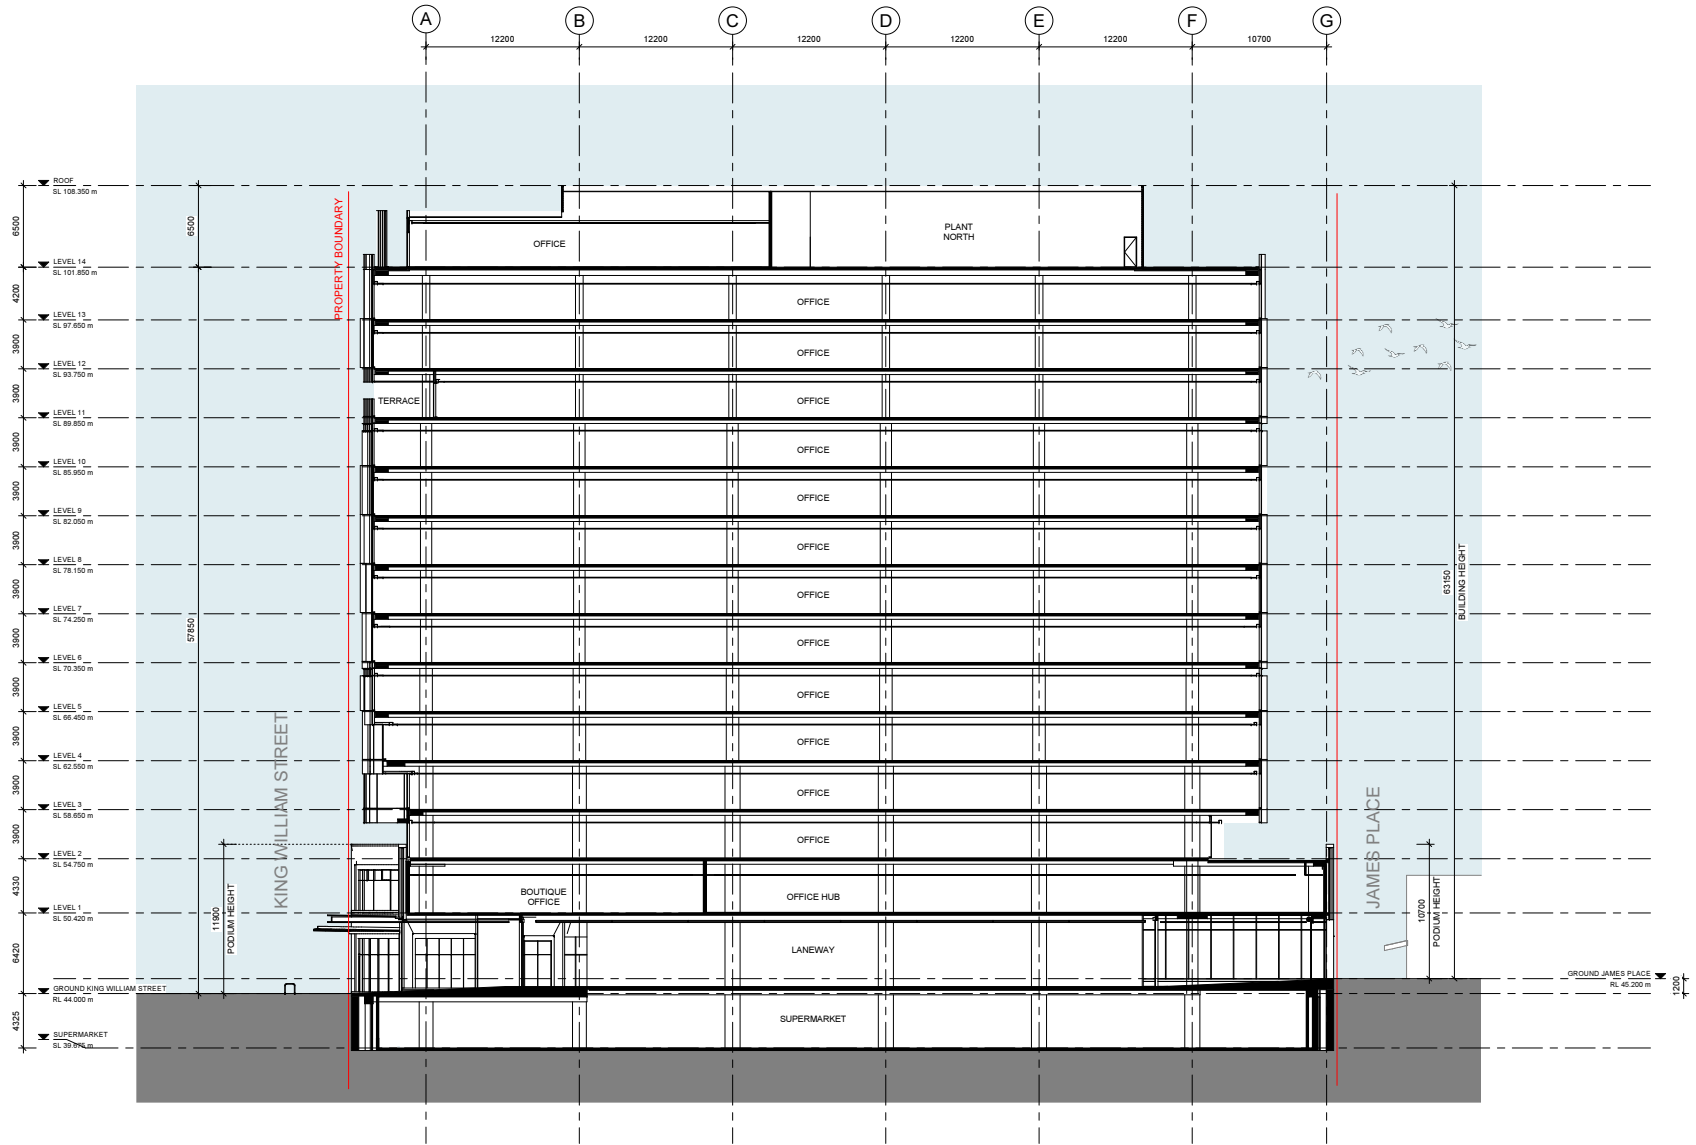 A B C D E F G
12200 12200 12200 12200 12200 10700
ROOF
SL 108.350 m
6500
6500
PROPERTY BOUNDARY
OFFICE
PLANT
NORTH
LEVEL 14
SL 101.850 m
4200
OFFICE
LEVEL 13
SL 97.650 m
3900
OFFICE
LEVEL 12
SL 93.750 m
3900
TERRACE
OFFICE
LEVEL 11
SL 89.850 m
3900
OFFICE
LEVEL 10
SL 85.950 m
3900
OFFICE
LEVEL 9
SL 82.050 m
3900
OFFICE
LEVEL 8
SL 78.150 m
3900
OFFICE
63150
BUILDING HEIGHT
LEVEL 7
SL 74.250 m
57850
3900
OFFICE
LEVEL 6
SL 70.350 m
3900
OFFICE
LEVEL 5
SL 66.450 m
3900
OFFICE
KING WILLIAM STREET
LEVEL 4
SL 62.550 m
3900
OFFICE
LEVEL 3
SL 58.650 m
3900
OFFICE
JAMES PLACE
LEVEL 2
SL 54.750 m
4330
BOUTIQUE
OFFICE
OFFICE HUB
LEVEL 1
SL 50.420 m
11900
PODIUM HEIGHT
10700
PODIUM HEIGHT
6420
LANEWAY
GROUND JAMES PLACE
RL 45.200 m
1200
GROUND KING WILLIAM STREET
RL 44.000 m
4325
SUPERMARKET
SUPERMARKET
SL 39.675 m